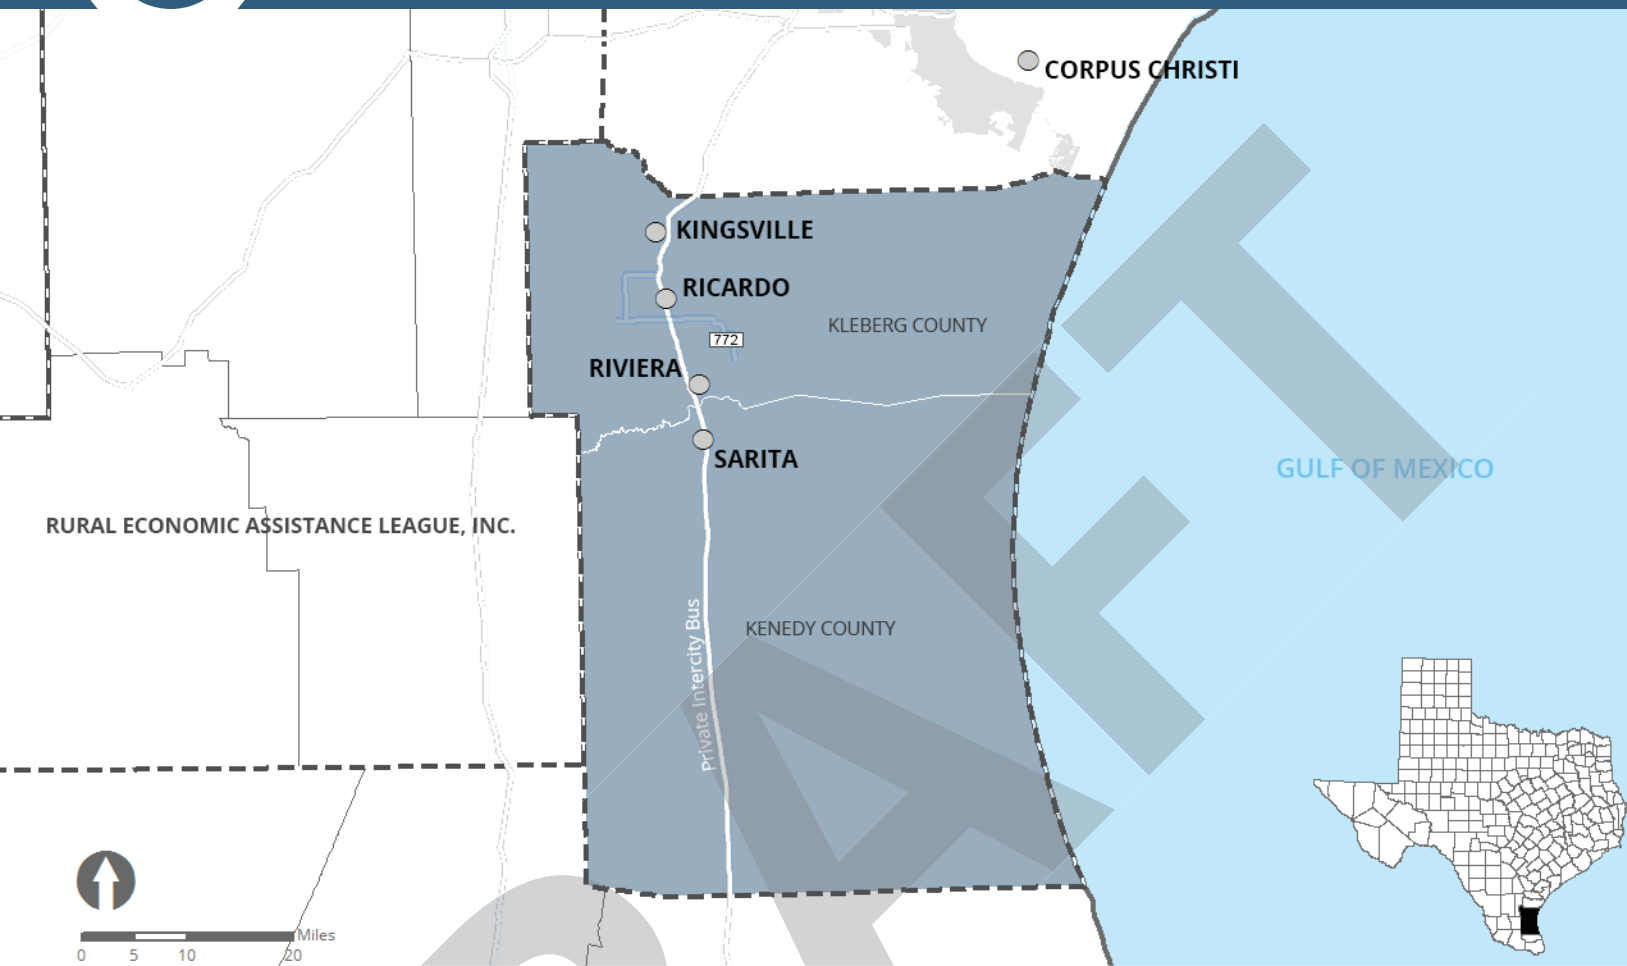 CORPUS CHRISTI
KINGSVILLE
RICARDO
KLEBERG COUNTY
772
RIVIERA
SARITA
GULF OF MEXICO
RURAL ECONOMIC ASSISTANCE LEAGUE, INC.
Private Intercity Bus
KENEDY COUNTY
DRAFT
Miles
0 5 10 20